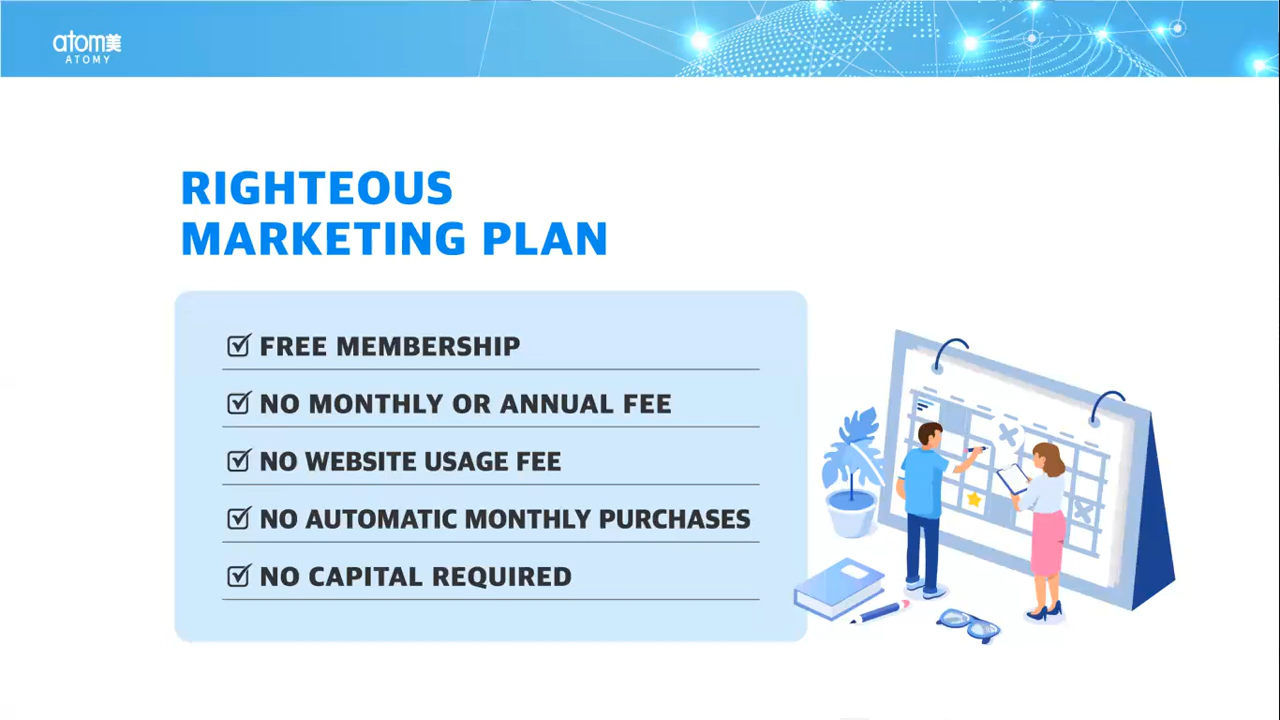 atom美
ATOMY
RIGHTEOUS
MARKETING PLAN
FREE MEMBERSHIP
NO MONTHLY OR ANNUAL FEE
NO WEBSITE USAGE FEE
NO AUTOMATIC MONTHLY PURCHASES
NO CAPITAL REQUIRED